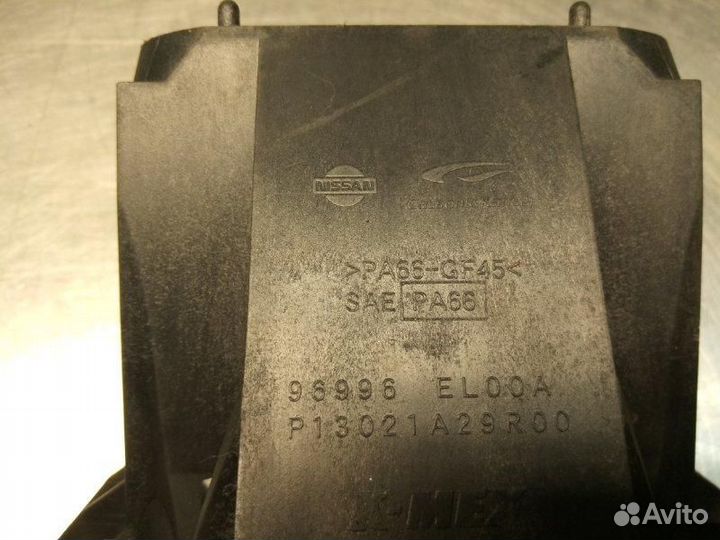 NISSAN
>PA66-GF45<
SAE PA66
96996 EL00A
P13021A29R00
Avito